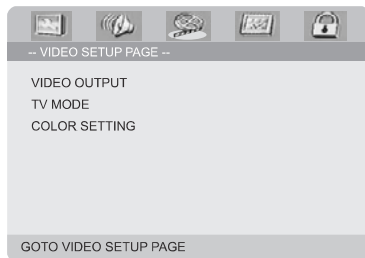 -- VIDEO SETUP PAGE --
VIDEO OUTPUT
TV MODE
COLOR SETTING
GOTO VIDEO SETUP PAGE